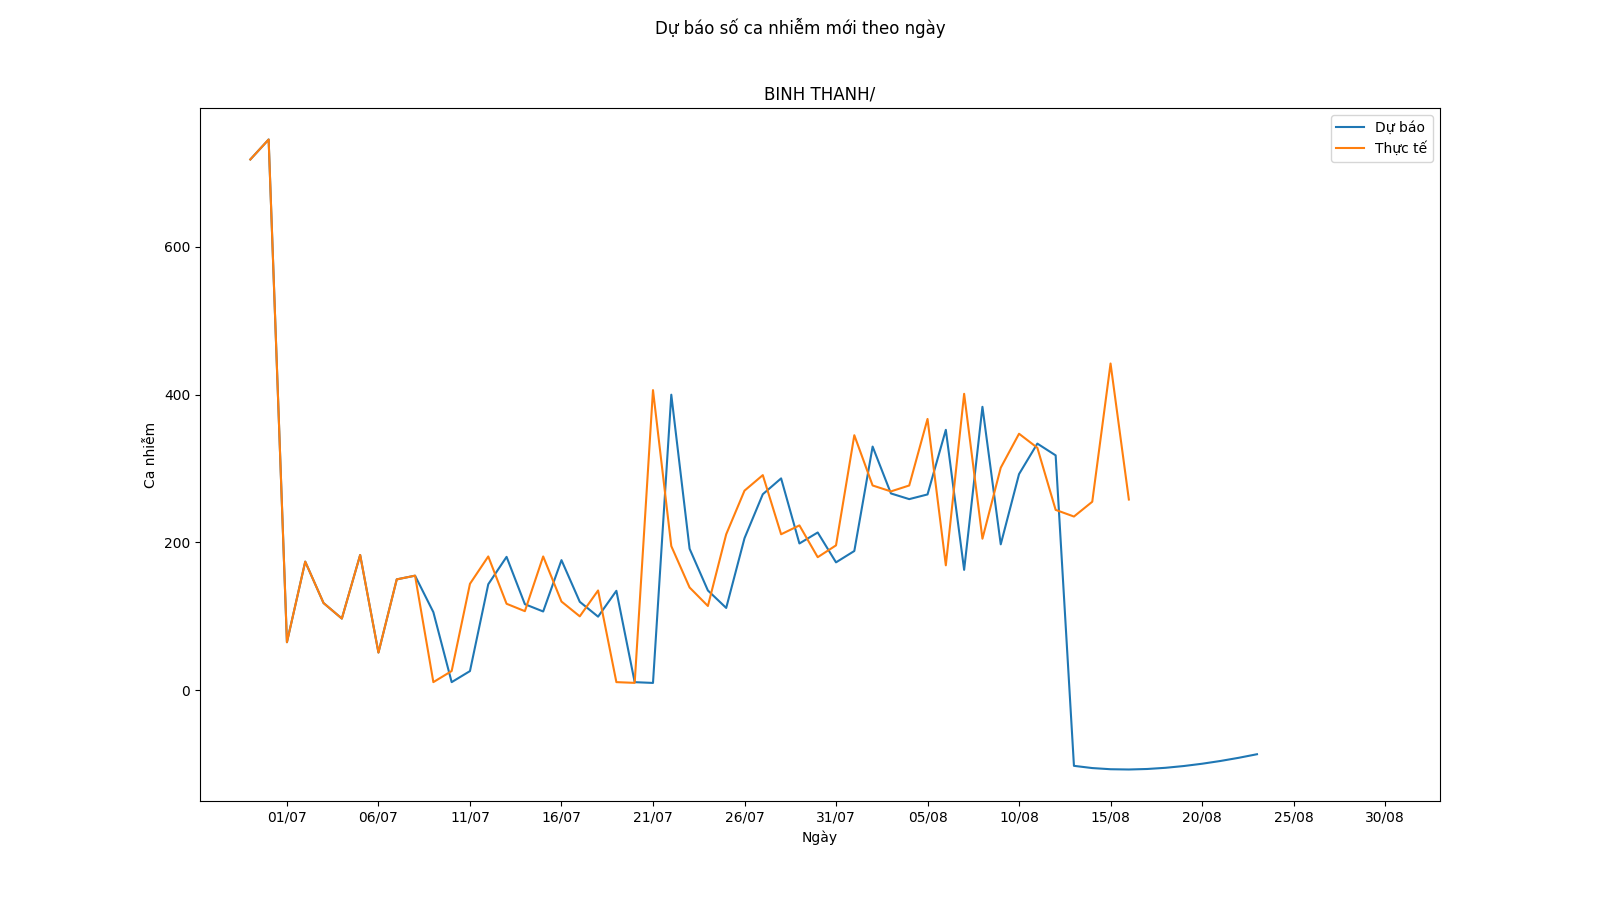 Dự báo số ca nhiễm mới theo ngày
BINH THANH/
Dự báo
Thực tế
600
400
200
0
Ca nhiễm
01/07 06/07 11/07 16/07 21/07 26/07 31/07 05/08 10/08 15/08 20/08 25/08 30/08
Ngày